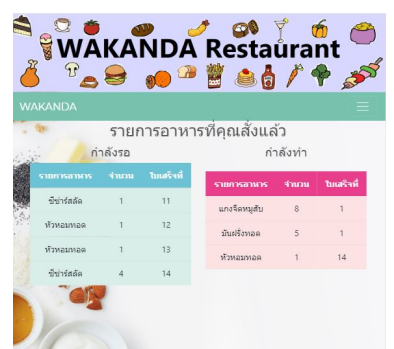 WAKANDA Restaurant
WAKANDA
รายการอาหารที่คุณสั่งแล้ว
กำลังรอ
รายการอาหาร จำนวน ใบเสร็จที่
ซีซ่าร์สลัด 1 11
หัวหอมทอด 1 12
หัวหอมทอด 1 13
ซีซ่าร์สลัด 4 14
กำลังทำ
รายการอาหาร จำนวน ใบเสร็จที่
แกงจืดหมูสับ 8 1
มันฝรั่งทอด 5 1
หัวหอมทอด 1 14